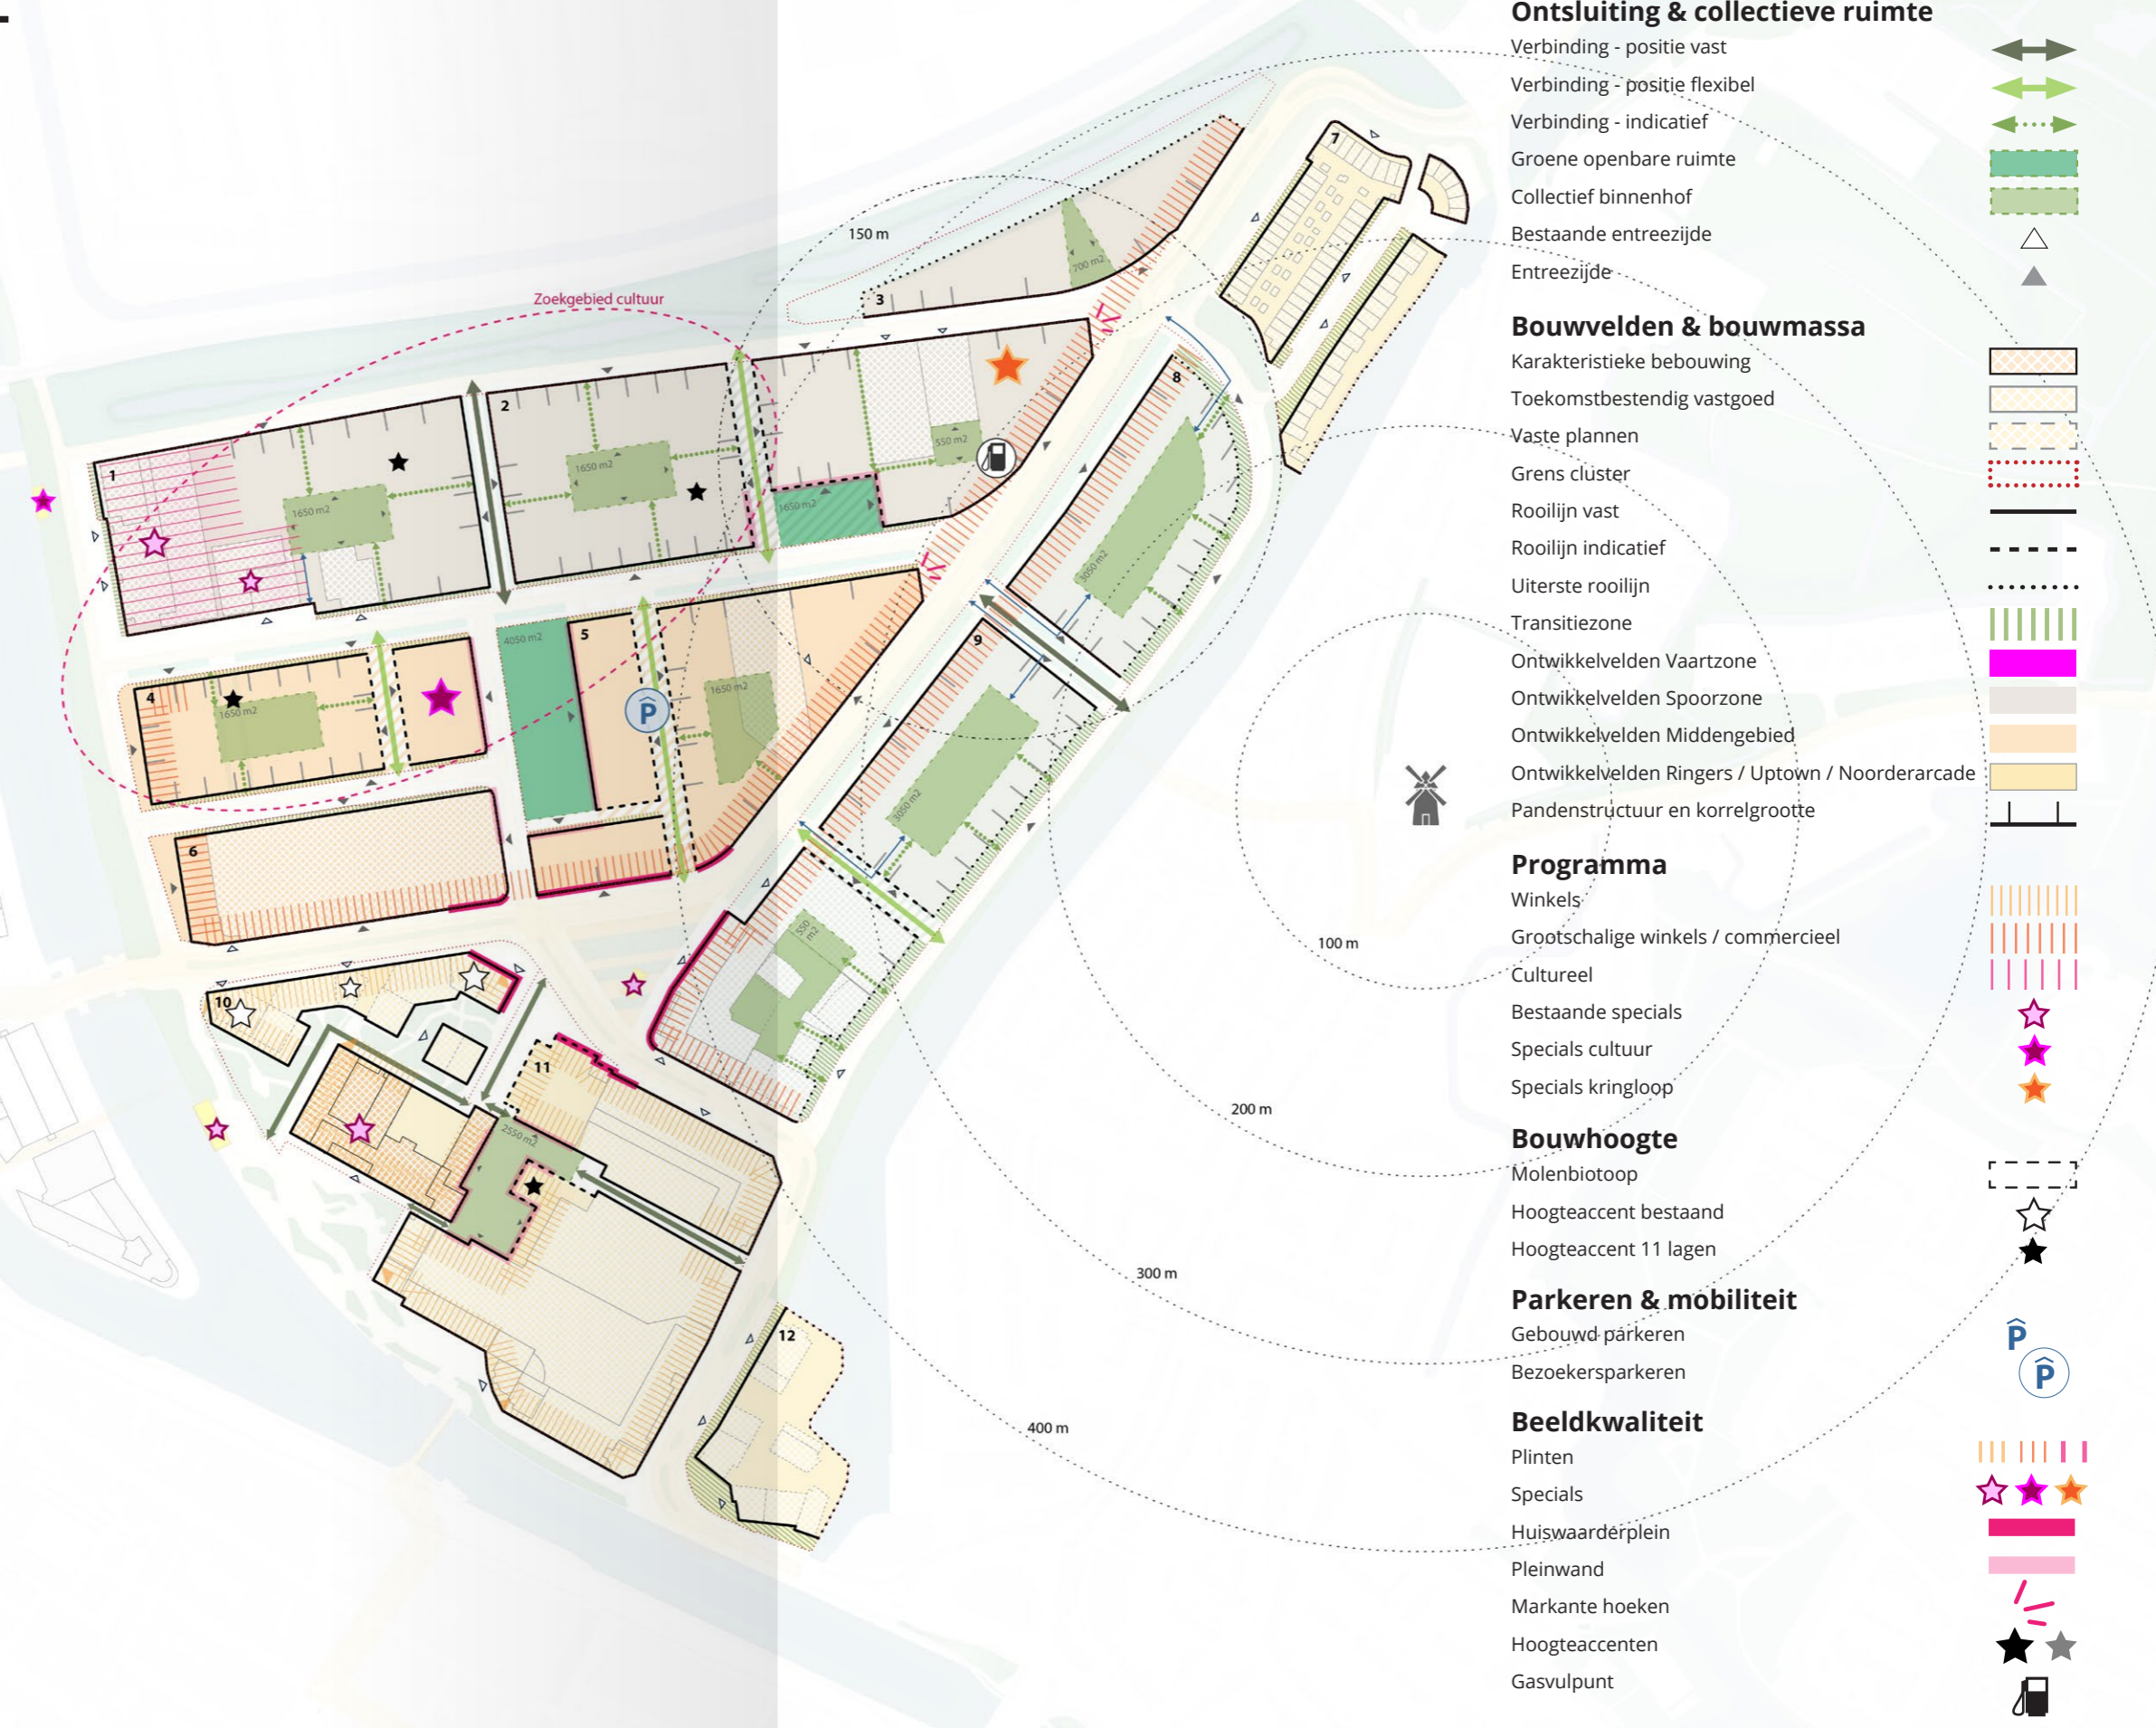 Ontsluiting & collectieve ruimte
Verbinding - positie vast
Verbinding - positie flexibel
Verbinding - indicatief
Groene openbare ruimte
Collectief binnenhof
Bestaande entreezijde
Entreezijde
Bouwvelden & bouwmassa
Karakteristieke bebouwing
Toekomstbestendig vastgoed
Vaste plannen
Grens cluster
Rooilijn vast
Rooilijn indicatief
Uiterste rooilijn
Transitiezone
Ontwikkelvelden Vaartzone
Ontwikkelvelden Spoorzone
Ontwikkelvelden Middengebied
Ontwikkelvelden Ringers / Uptown / Noorderarcade
Pandenstructuur en korrelgrootte
Programma
Winkels
Grootschalige winkels / commercieel
Cultureel
Bestaande specials
Specials cultuur
Specials kringloop
Bouwhoogte
Molenbiotoop
Hoogteaccent bestaand
Hoogteaccent 11 lagen
Parkeren & mobiliteit
Gebouwd parkeren
P
Bezoekersparkeren
P
Beeldkwaliteit
Plinten
Specials
Huiswaarderplein
Pleinwand
Markante hoeken
Hoogteaccenten
Gasvulpunt
Zoekgebied cultuur
150 m
100 m
200 m
300 m
400 m
1
1650 m2
2
1650 m2
1650 m2
550 m2
3
700 m2
4
1650 m2
4050 m2
5
P
1650 m2
6
7
8
3050 m2
9
3050 m2
550
m2
10
11
2550 m2
12